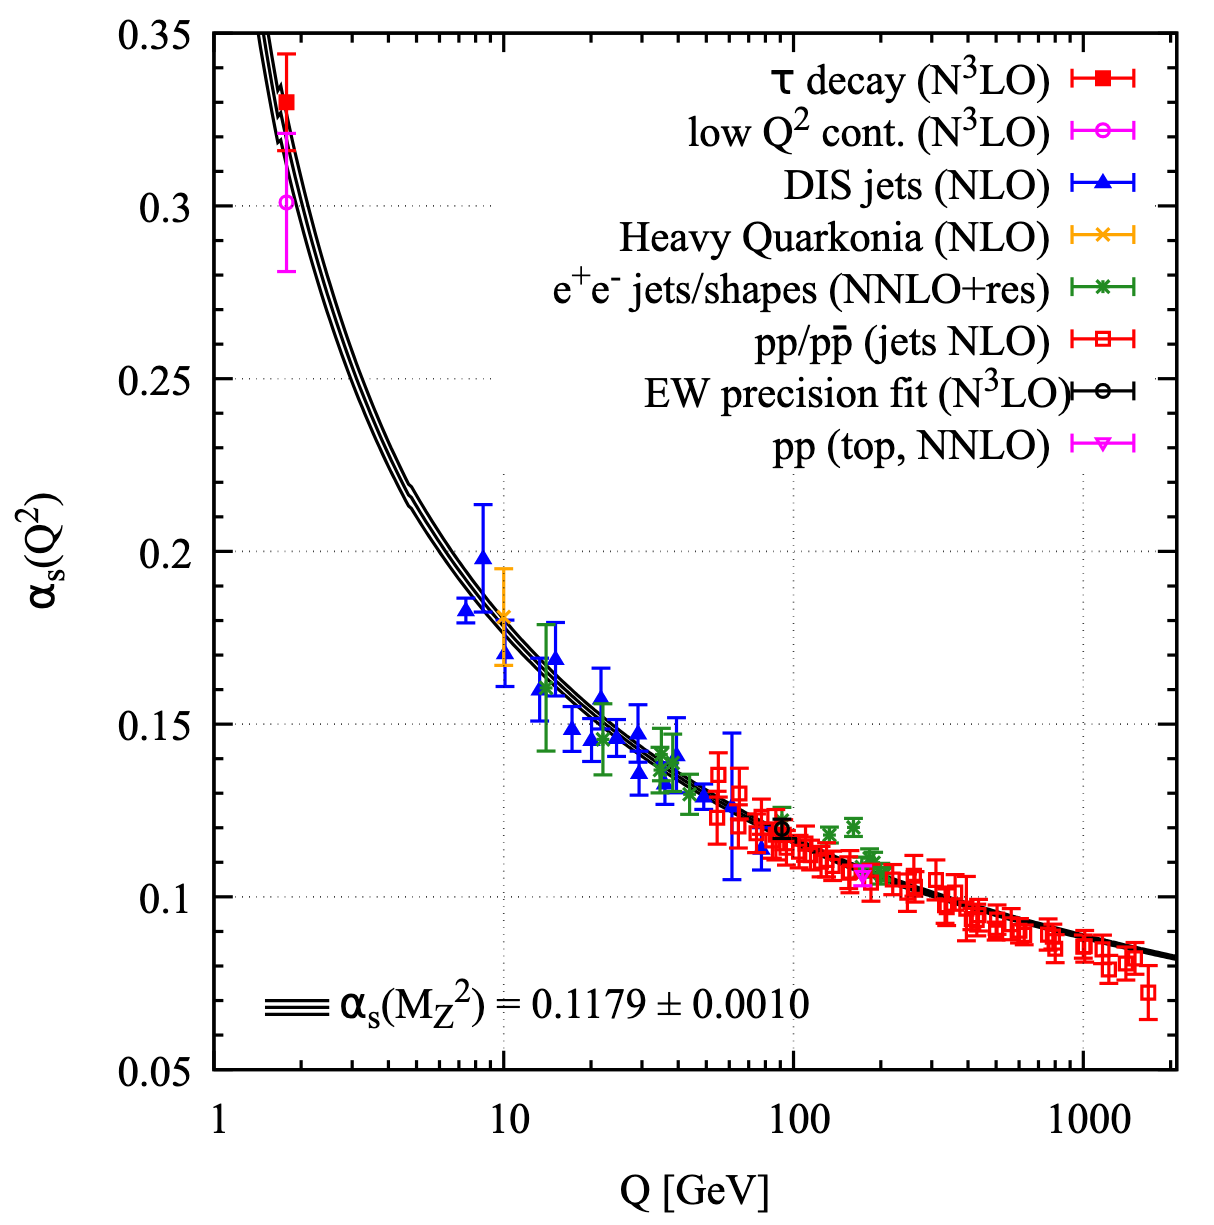 0.35
0.3
0.25
0.2
0.15
0.1
0.05
αs(Q²)
τ decay (N³LO)
low Q² cont. (N³LO)
DIS jets (NLO)
Heavy Quarkonia (NLO)
e⁺e⁻ jets/shapes (NNLO+res)
pp/pp̄ (jets NLO)
EW precision fit (N³LO)
pp (top, NNLO)
αs(M_Z²) = 0.1179 ± 0.0010
1 10 100 1000
Q [GeV]